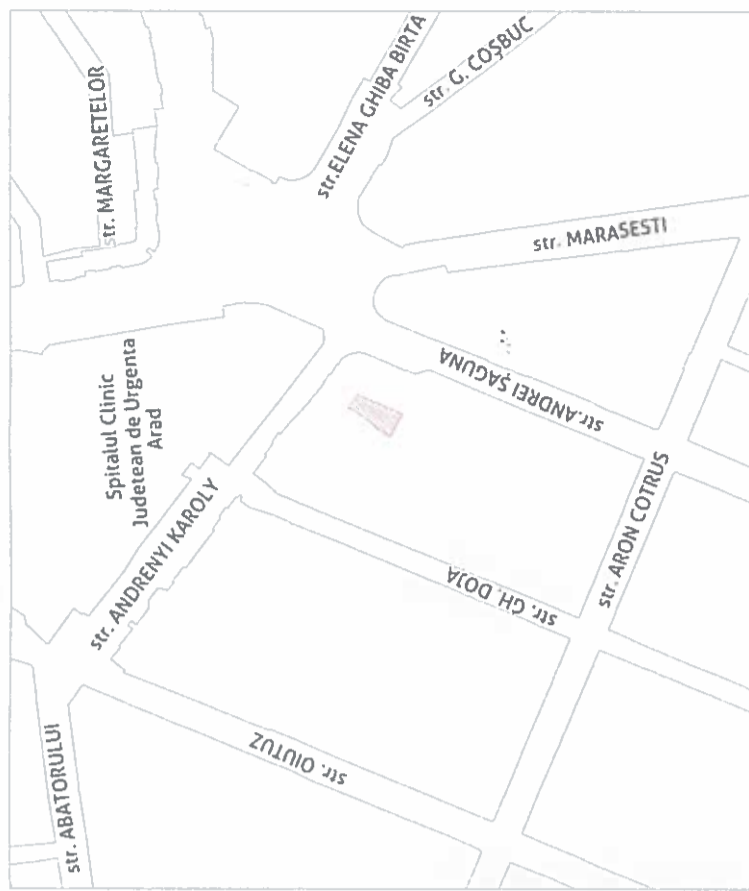 str. MARGARETELOR
str.ELENA GHIBA BIRTA
str. G. COȘBUC
str. MARASESTI
Spitalul Clinic
Judetean de Urgenta
Arad
str.ANDREI ȘAGUNA
str. ANDRENYI KAROLY
str. ARON COTRUS
str. GH. DOJA
str. OIUTUZ
str. ABATORULUI